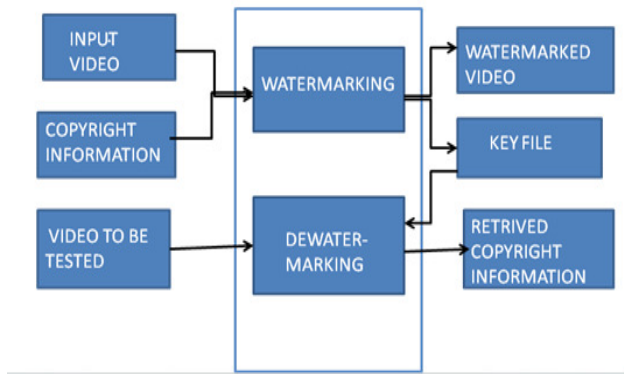 INPUT
VIDEO
WATERMARKING
WATERMARKED
VIDEO
COPYRIGHT
INFORMATION
KEY FILE
VIDEO TO BE
TESTED
DEWATER-
MARKING
RETRIVED
COPYRIGHT
INFORMATION